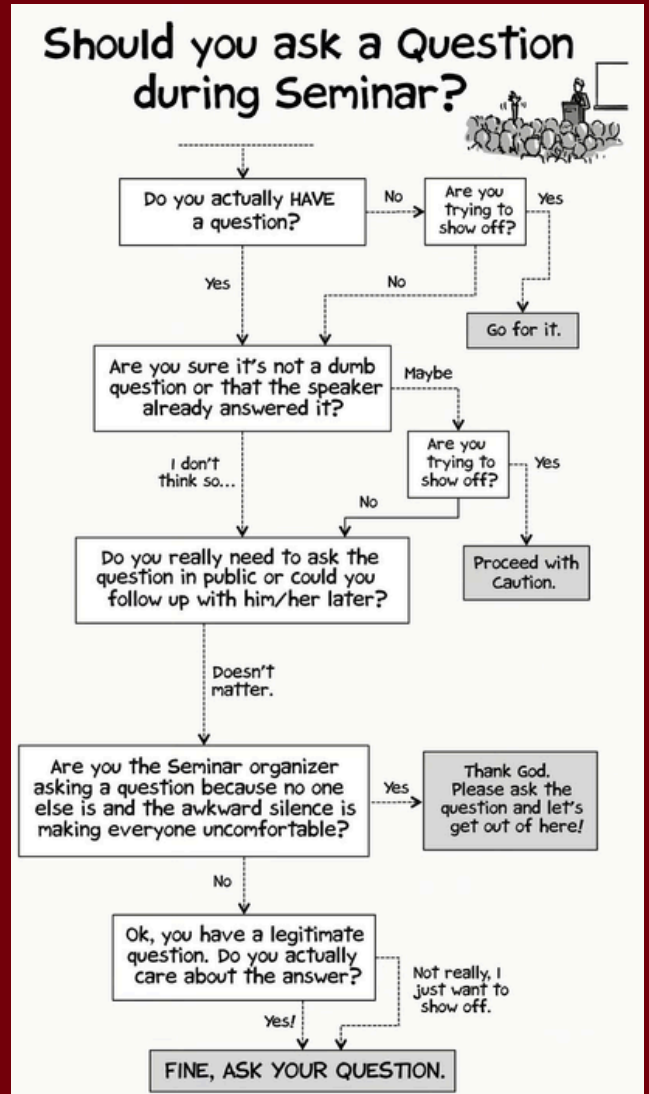 Should you ask a Question
during Seminar?
Do you actually HAVE
a question?
No
Are you
trying to
show off?
Yes
Yes
No
Go for it.
Are you sure it's not a dumb
question or that the speaker
already answered it?
Maybe
Are you
trying to
show off?
Yes
I don't
think so...
No
Proceed with
Caution.
Do you really need to ask the
question in public or could you
follow up with him/her later?
Doesn't
matter.
Are you the Seminar organizer
asking a question because no one
else is and the awkward silence is
making everyone uncomfortable?
Yes
Thank God.
Please ask the
question and let's
get out of here!
No
Ok, you have a legitimate
question. Do you actually
care about the answer?
Not really, I
just want to
show off.
Yes!
FINE, ASK YOUR QUESTION.